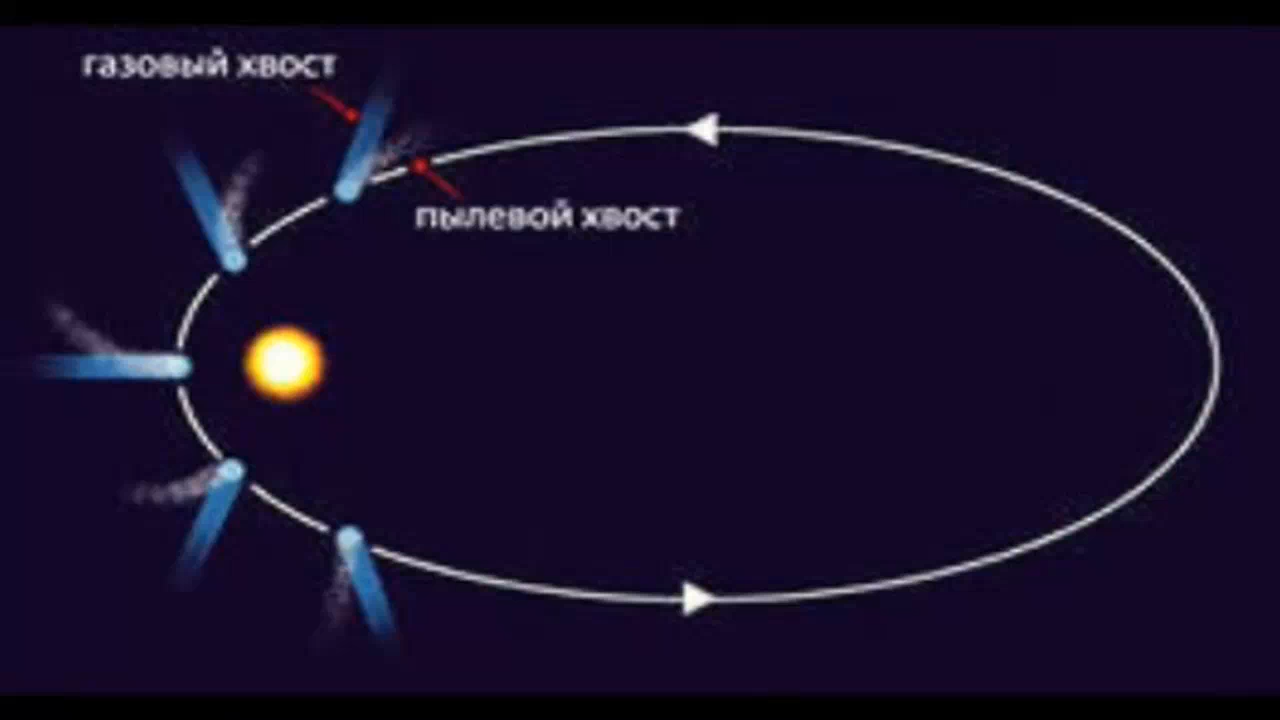 газовый хвост
пылевой хвост